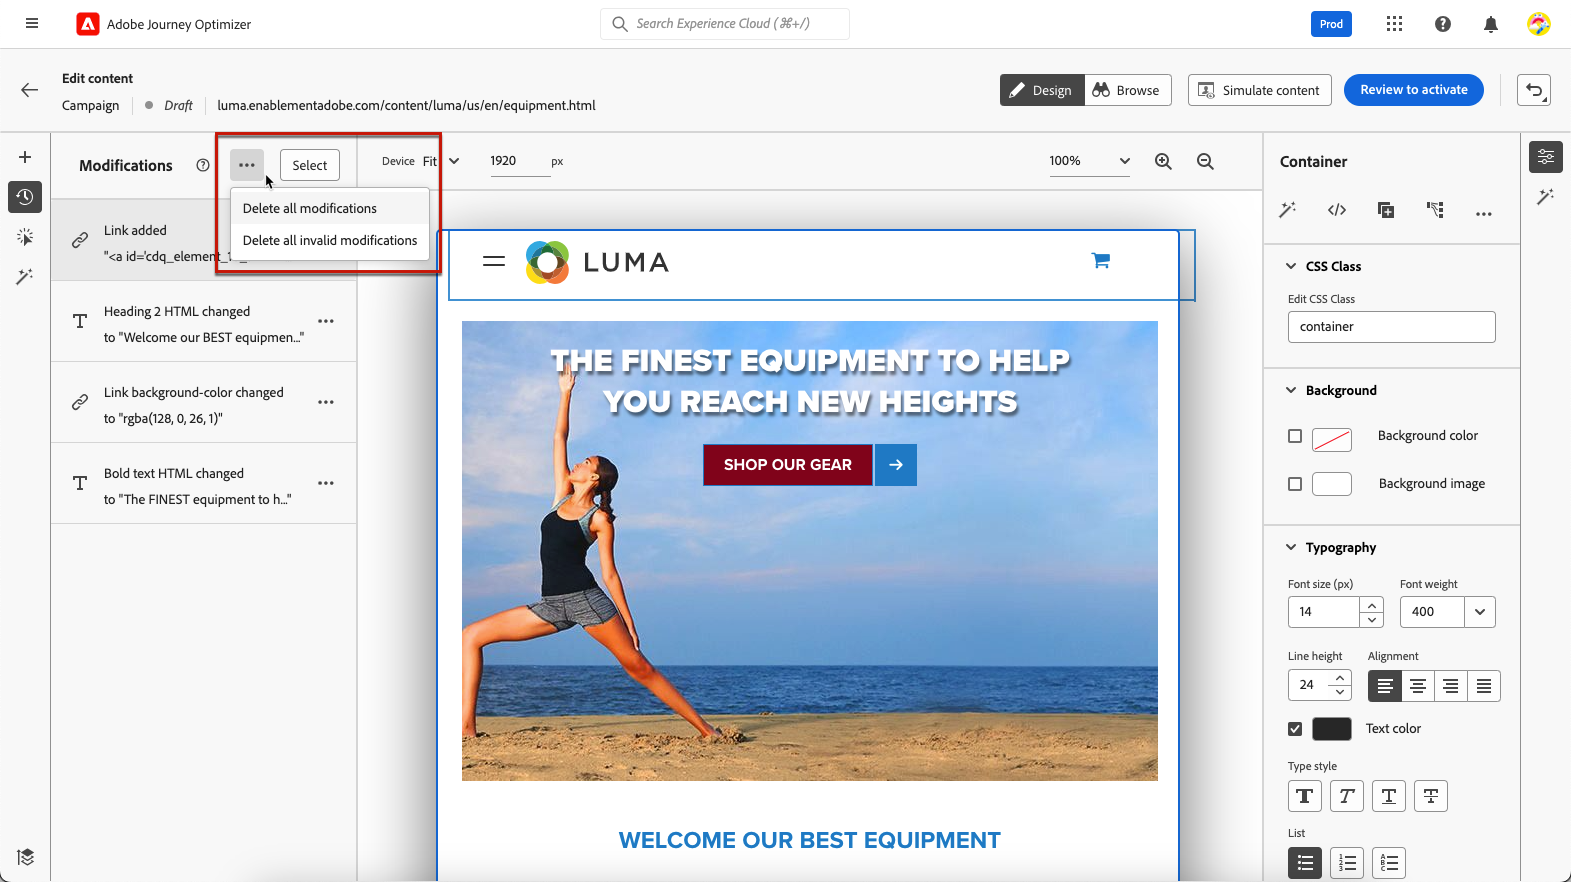 Adobe Journey Optimizer
Search Experience Cloud (⌘+/)
Prod
Edit content
Campaign
Draft
luma.enablementadobe.com/content/luma/us/en/equipment.html
Design
Browse
Simulate content
Review to activate
Modifications
Select
Delete all modifications
Delete all invalid modifications
Link added
"<a id='cdq_element_
Heading 2 HTML changed
to "Welcome our BEST equipmen..."
Link background-color changed
to "rgba(128, 0, 26, 1)"
Bold text HTML changed
to "The FINEST equipment to h..."
Device
Fit
1920
px
100%
LUMA
THE FINEST EQUIPMENT TO HELP
YOU REACH NEW HEIGHTS
SHOP OUR GEAR
WELCOME OUR BEST EQUIPMENT
Container
CSS Class
Edit CSS Class
container
Background
Background color
Background image
Typography
Font size (px)
Font weight
14
400
Line height
Alignment
24
Text color
Type style
List